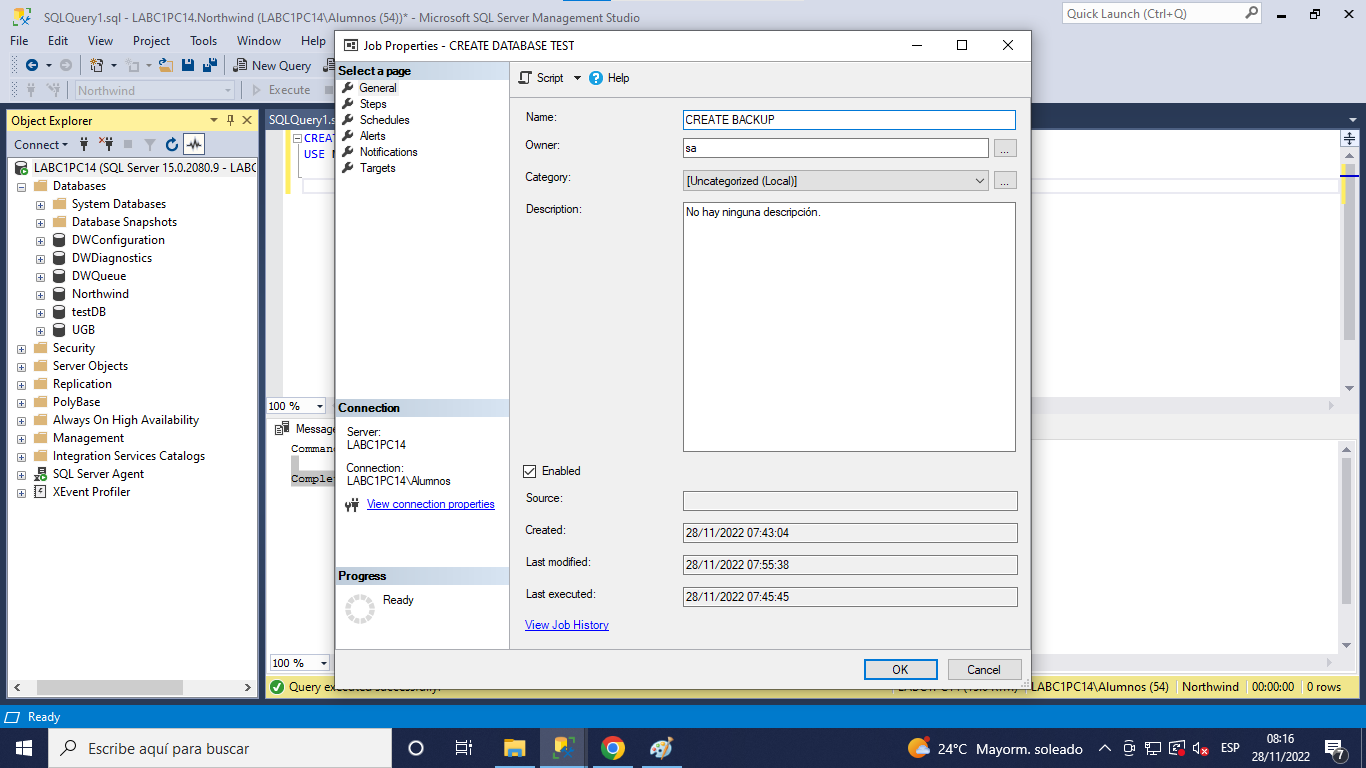 SQLQuery1.sql - LABC1PC14.Northwind (LABC1PC14\Alumnos (54))* - Microsoft SQL Server Management Studio
Quick Launch (Ctrl+Q)
File Edit View Project Tools Window Help
New Query
Northwind
Execute
Object Explorer
Connect
LABC1PC14 (SQL Server 15.0.2080.9 - LABC
Databases
System Databases
Database Snapshots
DWConfiguration
DWDiagnostics
DWQueue
Northwind
testDB
UGB
Security
Server Objects
Replication
PolyBase
Always On High Availability
Management
Integration Services Catalogs
SQL Server Agent
XEvent Profiler
SQLQuery1.s
CREA
USE
100 %
Message
Comman
Comple
100 %
Job Properties - CREATE DATABASE TEST
Select a page
General
Steps
Schedules
Alerts
Notifications
Targets
Connection
Server:
LABC1PC14
Connection:
LABC1PC14\Alumnos
View connection properties
Progress
Ready
Script Help
Name: CREATE BACKUP
Owner: sa ...
Category: [Uncategorized (Local)] ...
Description: No hay ninguna descripción.
Enabled
Source:
Created: 28/11/2022 07:43:04
Last modified: 28/11/2022 07:55:38
Last executed: 28/11/2022 07:45:45
View Job History
OK Cancel
Query executed successfully.
LABC1PC14\Alumnos (54) Northwind 00:00:00 0 rows
Ready
Escribe aquí para buscar
24°C Mayorm. soleado
ESP
08:16
28/11/2022
7